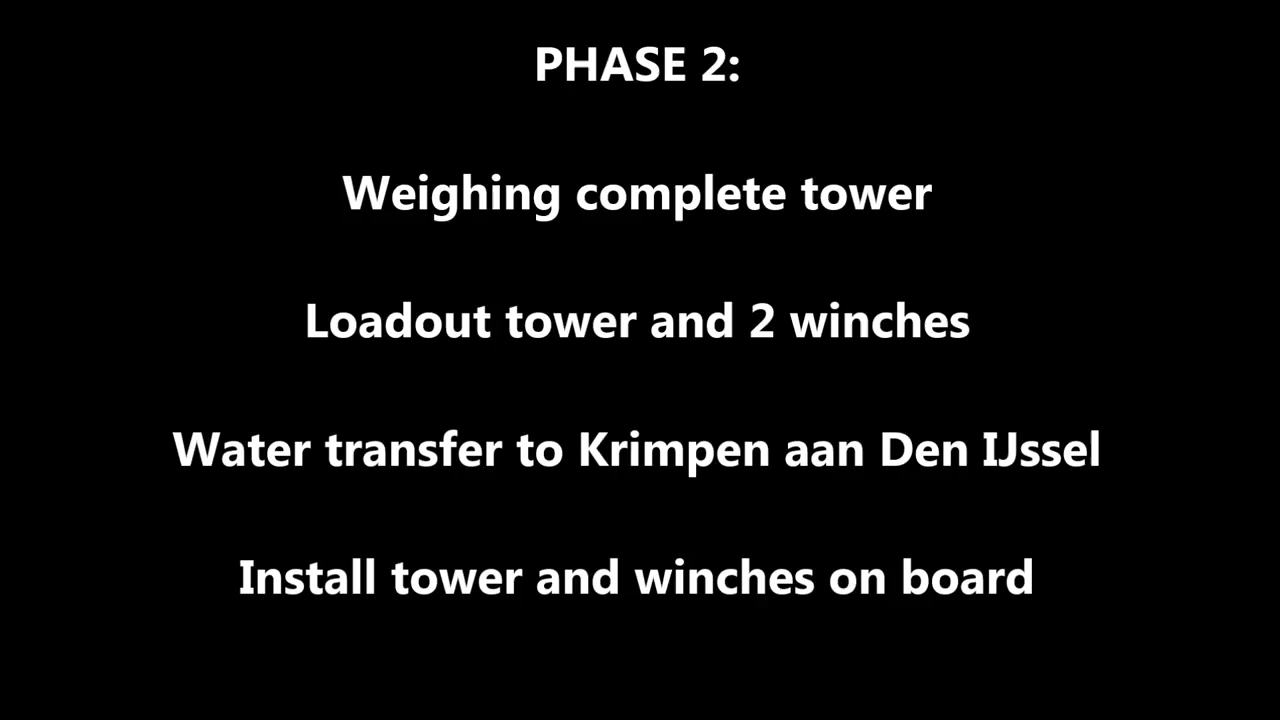 PHASE 2:
Weighing complete tower
Loadout tower and 2 winches
Water transfer to Krimpen aan Den IJssel
Install tower and winches on board